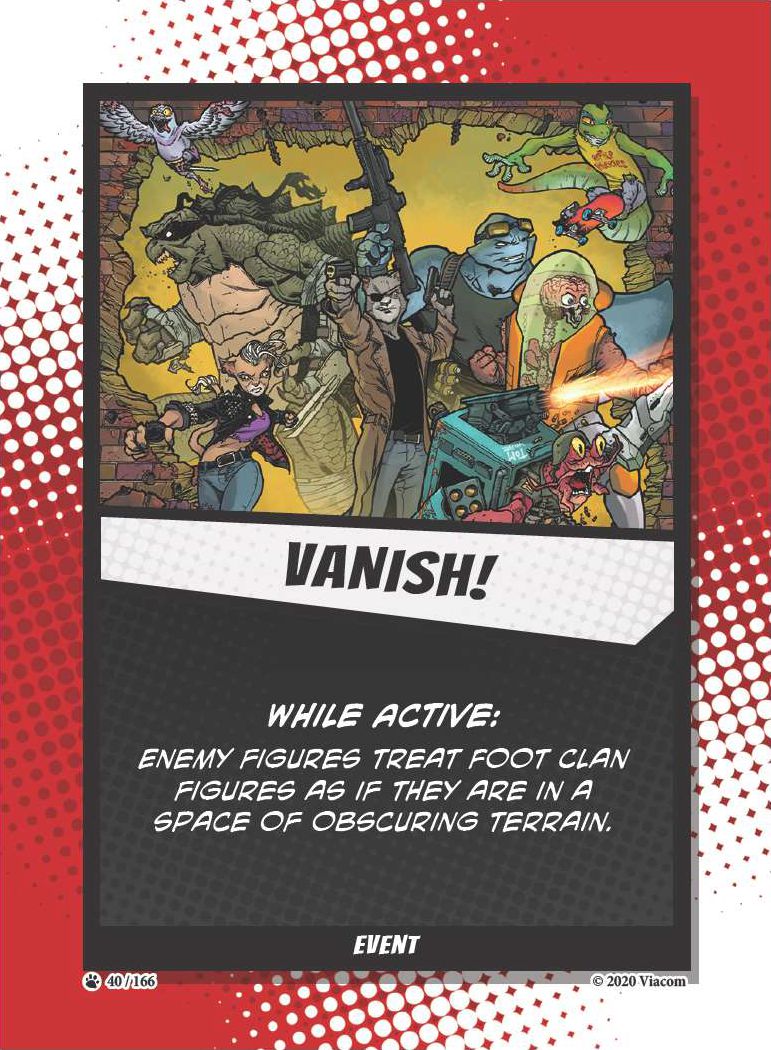 VANISH!
WHILE ACTIVE:
ENEMY FIGURES TREAT FOOT CLAN
FIGURES AS IF THEY ARE IN A
SPACE OF OBSCURING TERRAIN.
EVENT
40/166
© 2020 Viacom